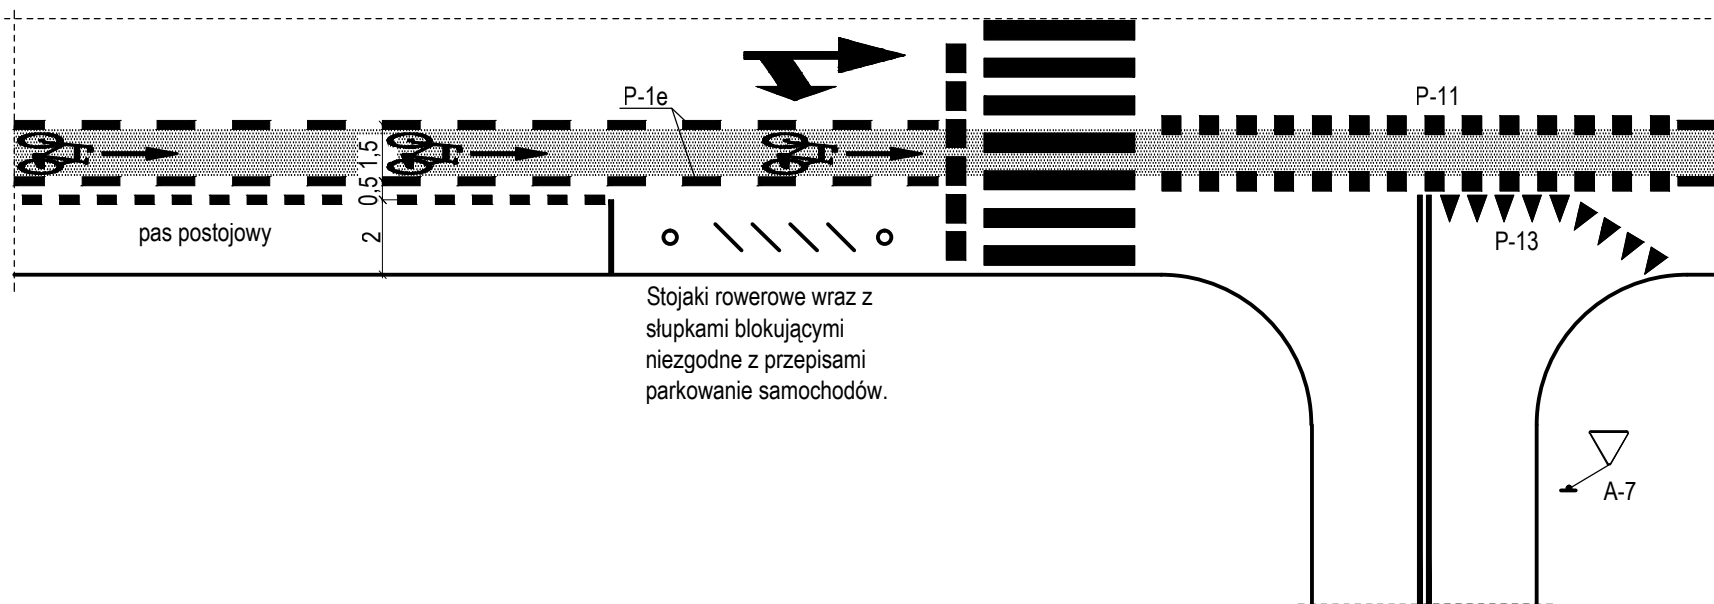 P-1e
P-11
1,5
0,5
2
pas postojowy
P-13
Stojaki rowerowe wraz z
słupkami blokującymi
niezgodne z przepisami
parkowanie samochodów.
A-7